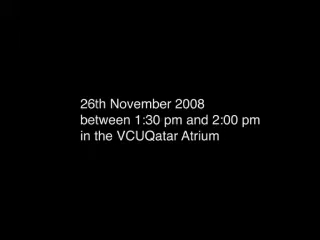 26th November 2008
between 1:30 pm and 2:00 pm
in the VCUQatar Atrium